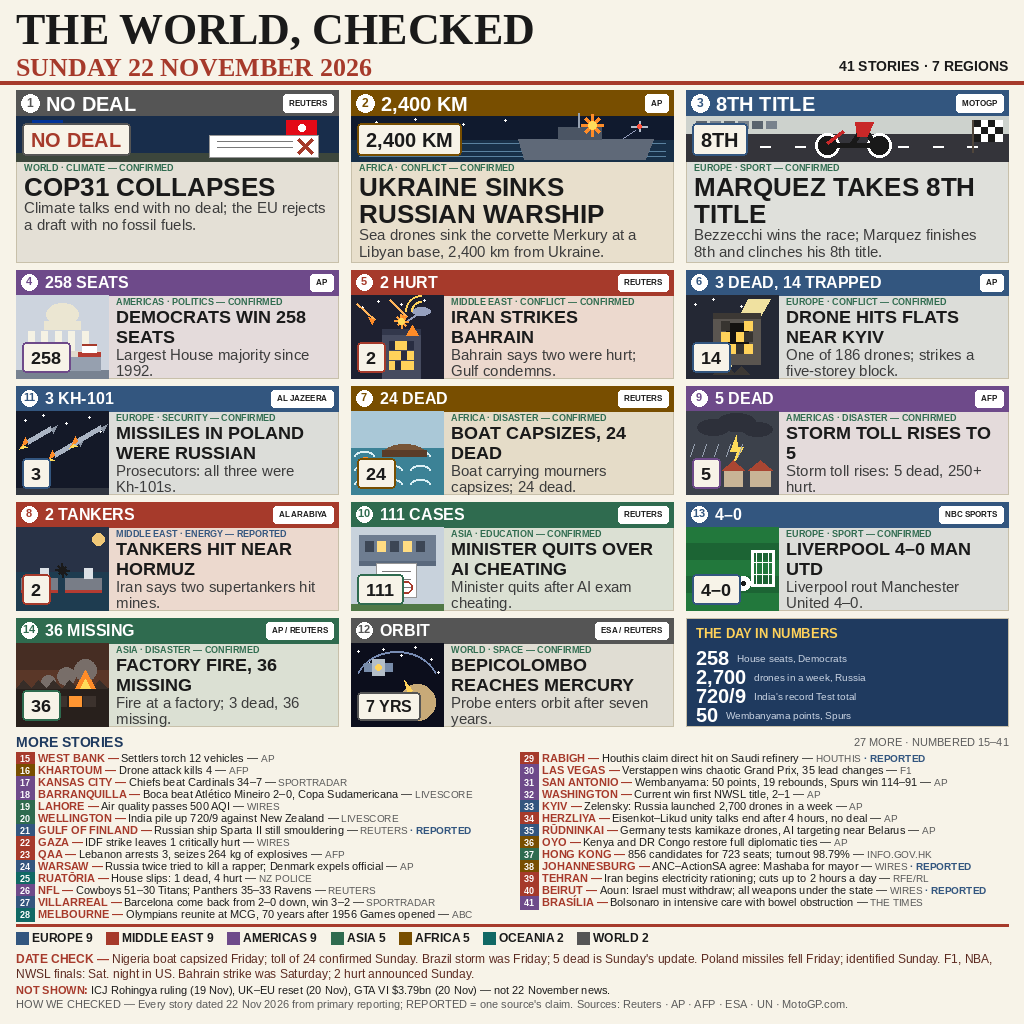 THE WORLD, CHECKED
SUNDAY 22 NOVEMBER 2026
41 STORIES · 7 REGIONS
1 NO DEAL REUTERS
NO DEAL
WORLD · CLIMATE — CONFIRMED
COP31 COLLAPSES
Climate talks end with no deal; the EU rejects
a draft with no fossil fuels.
2 2,400 KM AP
2,400 KM
AFRICA · CONFLICT — CONFIRMED
UKRAINE SINKS
RUSSIAN WARSHIP
Sea drones sink the corvette Merkury at a
Libyan base, 2,400 km from Ukraine.
3 8TH TITLE MOTOGP
8TH
EUROPE · SPORT — CONFIRMED
MARQUEZ TAKES 8TH
TITLE
Bezzecchi wins the race; Marquez finishes
8th and clinches his 8th title.
4 258 SEATS AP
258
AMERICAS · POLITICS — CONFIRMED
DEMOCRATS WIN 258
SEATS
Largest House majority since
1992.
5 2 HURT REUTERS
2
MIDDLE EAST · CONFLICT — CONFIRMED
IRAN STRIKES
BAHRAIN
Bahrain says two were hurt;
Gulf condemns.
6 3 DEAD, 14 TRAPPED AP
14
EUROPE · CONFLICT — CONFIRMED
DRONE HITS FLATS
NEAR KYIV
One of 186 drones; strikes a
five-storey block.
11 3 KH-101 AL JAZEERA
3
EUROPE · SECURITY — CONFIRMED
MISSILES IN POLAND
WERE RUSSIAN
Prosecutors: all three were
Kh-101s.
7 24 DEAD REUTERS
24
AFRICA · DISASTER — CONFIRMED
BOAT CAPSIZES, 24
DEAD
Boat carrying mourners
capsizes; 24 dead.
9 5 DEAD AFP
5
AMERICAS · DISASTER — CONFIRMED
STORM TOLL RISES TO
5
Storm toll rises: 5 dead, 250+
hurt.
8 2 TANKERS AL ARABIYA
2
MIDDLE EAST · ENERGY — REPORTED
TANKERS HIT NEAR
HORMUZ
Iran says two supertankers hit
mines.
10 111 CASES REUTERS
111
ASIA · EDUCATION — CONFIRMED
MINISTER QUITS OVER
AI CHEATING
Minister quits after AI exam
cheating.
13 4–0 NBC SPORTS
4–0
EUROPE · SPORT — CONFIRMED
LIVERPOOL 4–0 MAN
UTD
Liverpool rout Manchester
United 4–0.
14 36 MISSING AP / REUTERS
36
ASIA · DISASTER — CONFIRMED
FACTORY FIRE, 36
MISSING
Fire at a factory; 3 dead, 36
missing.
12 ORBIT ESA / REUTERS
7 YRS
WORLD · SPACE — CONFIRMED
BEPICOLOMBO
REACHES MERCURY
Probe enters orbit after seven
years.
THE DAY IN NUMBERS
258 House seats, Democrats
2,700 drones in a week, Russia
720/9 India's record Test total
50 Wembanyama points, Spurs
MORE STORIES
27 MORE · NUMBERED 15–41
15 WEST BANK — Settlers torch 12 vehicles — AP
16 KHARTOUM — Drone attack kills 4 — AFP
17 KANSAS CITY — Chiefs beat Cardinals 34–7 — SPORTRADAR
18 BARRANQUILLA — Boca beat Atlético Mineiro 2–0, Copa Sudamericana — LIVESCORE
19 LAHORE — Air quality passes 500 AQI — WIRES
20 WELLINGTON — India pile up 720/9 against New Zealand — LIVESCORE
21 GULF OF FINLAND — Russian ship Sparta II still smouldering — REUTERS · REPORTED
22 GAZA — IDF strike leaves 1 critically hurt — WIRES
23 QAA — Lebanon arrests 3, seizes 264 kg of explosives — AFP
24 WARSAW — Russia twice tried to kill a rapper; Denmark expels official — AP
25 RUATŌRIA — House slips: 1 dead, 4 hurt — NZ POLICE
26 NFL — Cowboys 51–30 Titans; Panthers 35–33 Ravens — REUTERS
27 VILLARREAL — Barcelona come back from 2–0 down, win 3–2 — SPORTRADAR
28 MELBOURNE — Olympians reunite at MCG, 70 years after 1956 Games opened — ABC
29 RABIGH — Houthis claim direct hit on Saudi refinery — HOUTHIS · REPORTED
30 LAS VEGAS — Verstappen wins chaotic Grand Prix, 35 lead changes — F1
31 SAN ANTONIO — Wembanyama: 50 points, 19 rebounds, Spurs win 114–91 — AP
32 WASHINGTON — Current win first NWSL title, 2–1 — AP
33 KYIV — Zelensky: Russia launched 2,700 drones in a week — AP
34 HERZLIYA — Eisenkot–Likud unity talks end after 4 hours, no deal — AP
35 RŪDNINKAI — Germany tests kamikaze drones, AI targeting near Belarus — AP
36 OYO — Kenya and DR Congo restore full diplomatic ties — AP
37 HONG KONG — 856 candidates for 723 seats; turnout 98.79% — INFO.GOV.HK
38 JOHANNESBURG — ANC–ActionSA agree: Mashaba for mayor — WIRES · REPORTED
39 TEHRAN — Iran begins electricity rationing; cuts up to 2 hours a day — RFE/RL
40 BEIRUT — Aoun: Israel must withdraw; all weapons under the state — WIRES · REPORTED
41 BRASÍLIA — Bolsonaro in intensive care with bowel obstruction — THE TIMES
EUROPE 9 MIDDLE EAST 9 AMERICAS 9 ASIA 5 AFRICA 5 OCEANIA 2 WORLD 2
DATE CHECK — Nigeria boat capsized Friday; toll of 24 confirmed Sunday. Brazil storm was Friday; 5 dead is Sunday's update. Poland missiles fell Friday; identified Sunday. F1, NBA,
NWSL finals: Sat. night in US. Bahrain strike was Saturday; 2 hurt announced Sunday.
NOT SHOWN: ICJ Rohingya ruling (19 Nov), UK–EU reset (20 Nov), GTA VI $3.79bn (20 Nov) — not 22 November news.
HOW WE CHECKED — Every story dated 22 Nov 2026 from primary reporting; REPORTED = one source's claim. Sources: Reuters · AP · AFP · ESA · UN · MotoGP.com.